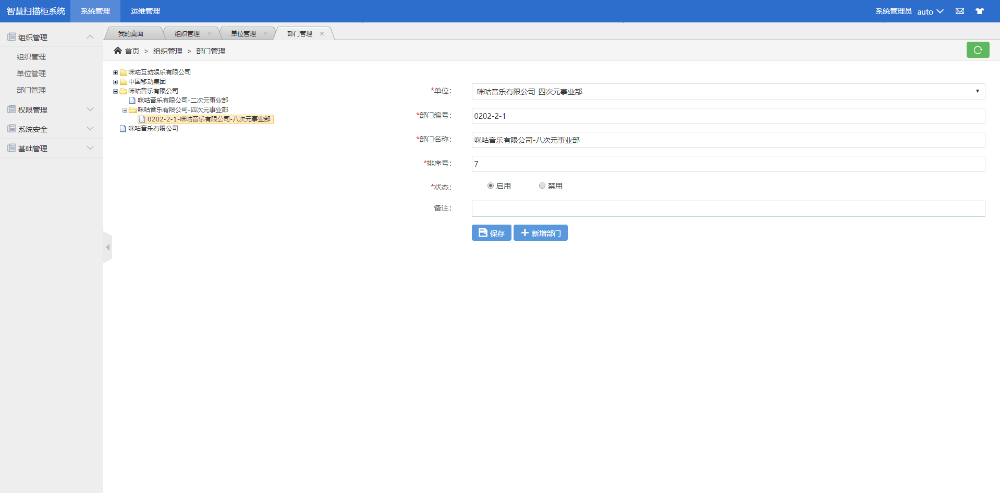 智慧扫描柜系统 系统管理 运维管理 系统管理员 auto
我的桌面 组织管理 单位管理 部门管理
首页 > 组织管理 > 部门管理
组织管理
组织管理
单位管理
部门管理
权限管理
系统安全
基础管理
咪咕互动娱乐有限公司
中国移动集团
咪咕音乐有限公司
咪咕音乐有限公司-二次元事业部
咪咕音乐有限公司-四次元事业部
0202-2-1-咪咕音乐有限公司-八次元事业部
咪咕音乐有限公司
*单位: 咪咕音乐有限公司-四次元事业部
*部门编号: 0202-2-1
*部门名称: 咪咕音乐有限公司-八次元事业部
*排序号: 7
*状态: 启用 禁用
备注:
保存 新增部门